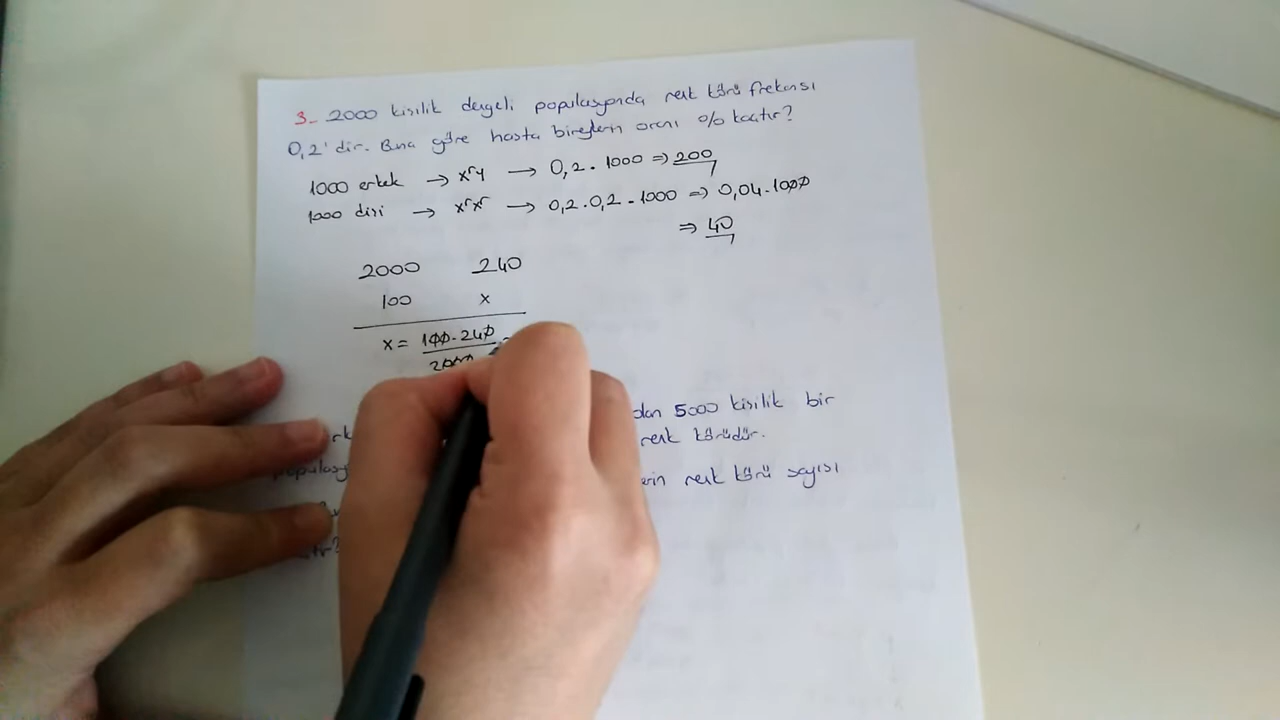 3- 2000 kişilik dengeli populasyonda renk körü frekansı
0,2' dir. Buna göre hasta bireylerin oranı % kaçtır?
1000 erkek → xʳy → 0,2 . 1000 ⇒ 200
1000 dişi → xʳxʳ → 0,2 . 0,2 . 1000 ⇒ 0,04 . 1000
⇒ 40
2000 240
100 x
x = 100 . 240
2000
dan 5000 kişilik bir
renk körüdür.
renk körü sayısı